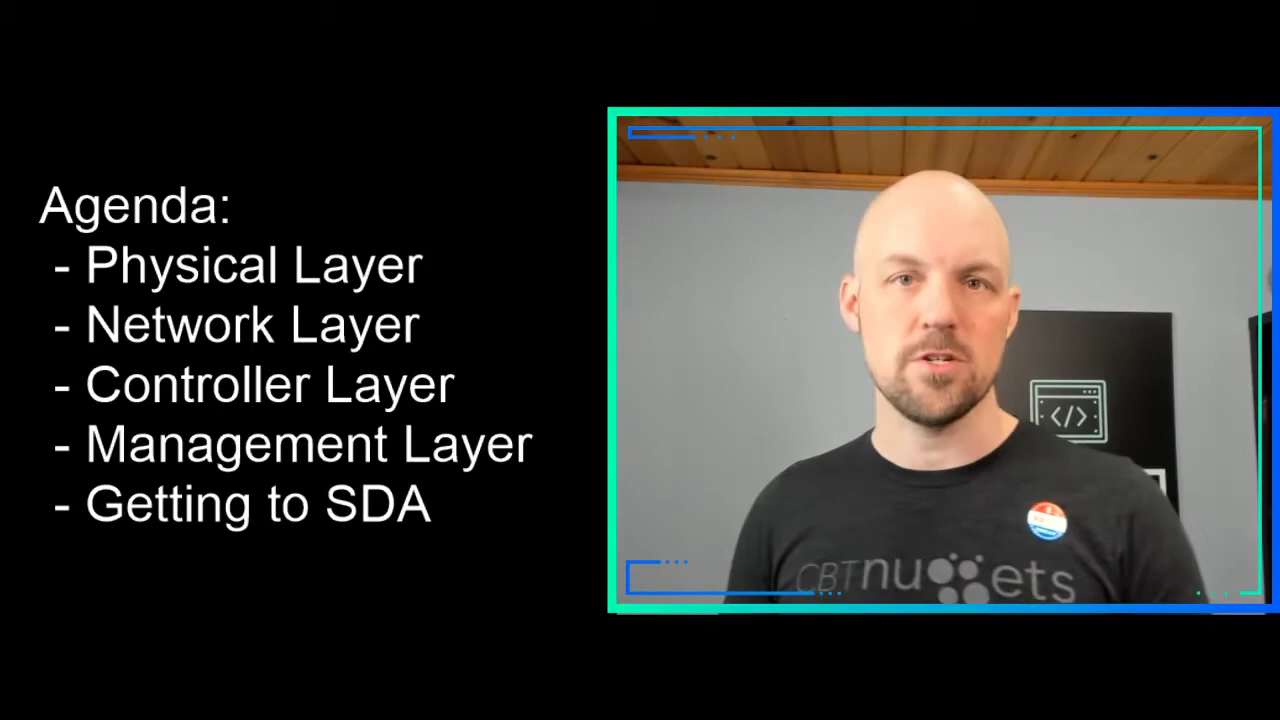 Agenda:
- Physical Layer
- Network Layer
- Controller Layer
- Management Layer
- Getting to SDA
</>
CBTnuggets